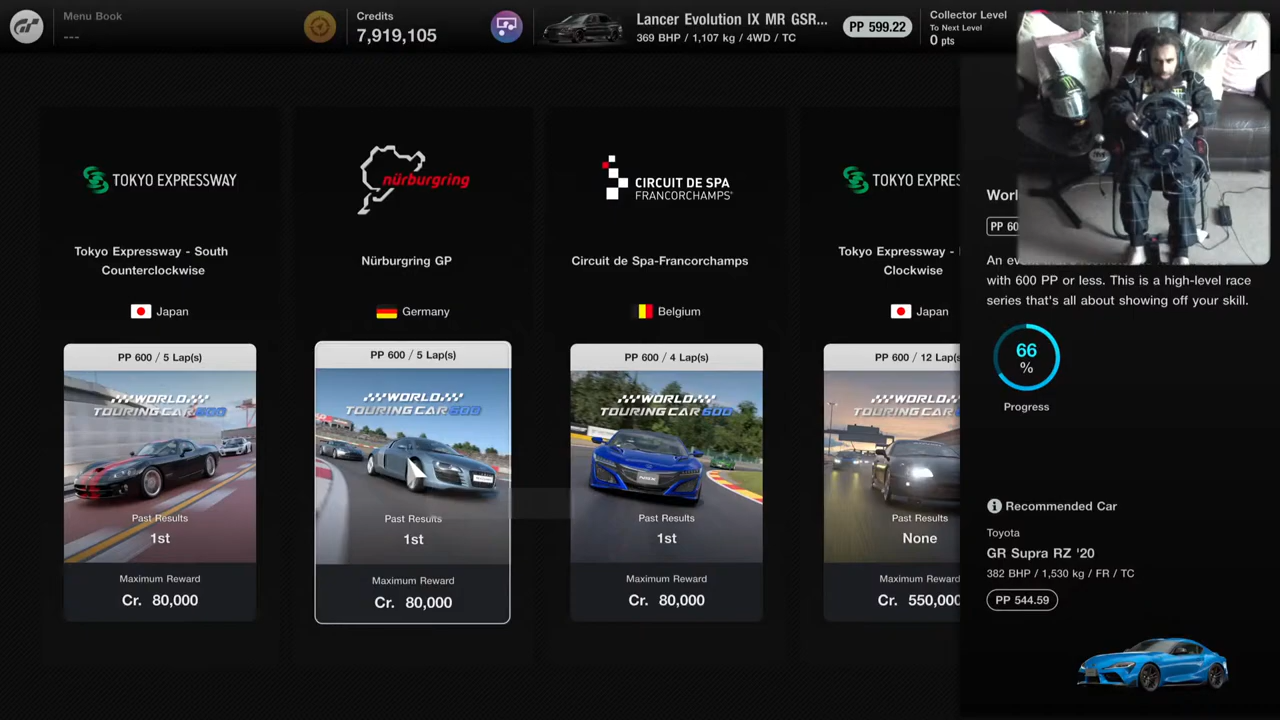 Menu Book
---
Credits
7,919,105
Lancer Evolution IX MR GSR...
369 BHP / 1,107 kg / 4WD / TC
PP 599.22
Collector Level
To Next Level
0 pts
TOKYO EXPRESSWAY
Tokyo Expressway - South
Counterclockwise
Japan
PP 600 / 5 Lap(s)
WORLD
TOURING CAR 600
Past Results
1st
Maximum Reward
Cr. 80,000
nürburgring
Nürburgring GP
Germany
PP 600 / 5 Lap(s)
WORLD
TOURING CAR 600
Past Results
1st
Maximum Reward
Cr. 80,000
CIRCUIT DE SPA
FRANCORCHAMPS
Circuit de Spa-Francorchamps
Belgium
PP 600 / 4 Lap(s)
WORLD
TOURING CAR 600
Past Results
1st
Maximum Reward
Cr. 80,000
TOKYO EXPRES
Tokyo Expressway -
Clockwise
Japan
PP 600 / 12 Lap(s)
WORLD
TOURING CAR 600
Past Results
None
Maximum Reward
Cr. 550,000
Worl
PP 60
with 600 PP or less. This is a high-level race
series that's all about showing off your skill.
66
%
Progress
Recommended Car
Toyota
GR Supra RZ '20
382 BHP / 1,530 kg / FR / TC
PP 544.59